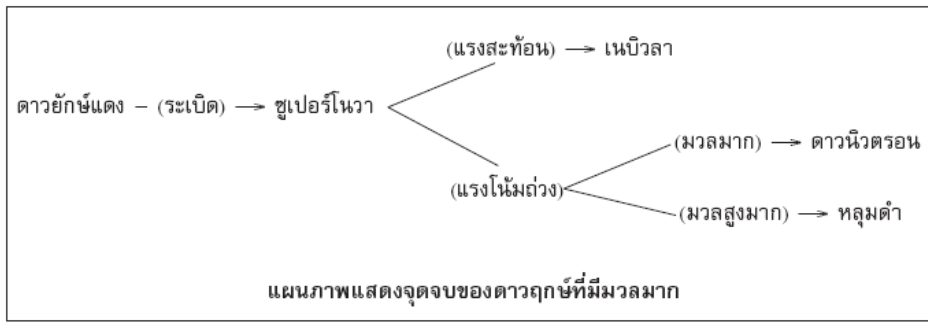 (แรงสะท้อน) → เนบิวลา
ดาวยักษ์แดง – (ระเบิด) → ซูเปอร์โนวา
(มวลมาก) → ดาวนิวตรอน
(แรงโน้มถ่วง)
(มวลสูงมาก) → หลุมดำ
แผนภาพแสดงจุดจบของดาวฤกษ์ที่มีมวลมาก